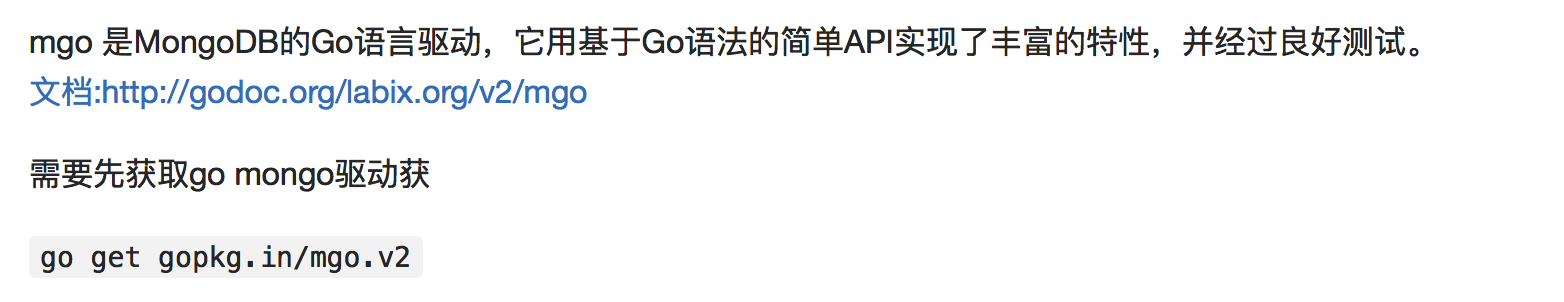 mgo 是MongoDB的Go语言驱动，它用基于Go语法的简单API实现了丰富的特性，并经过良好测试。
文档:http://godoc.org/labix.org/v2/mgo
需要先获取go mongo驱动获
go get gopkg.in/mgo.v2